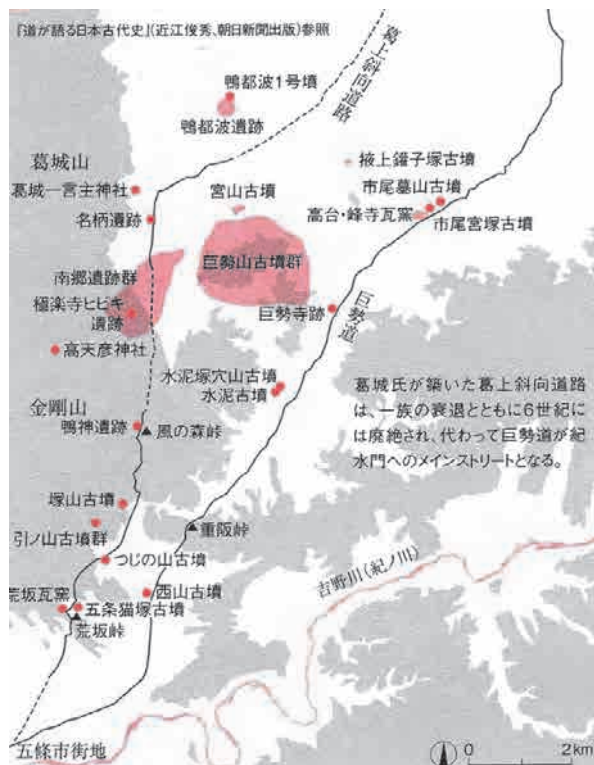 『道が語る日本古代史』(近江俊秀、朝日新聞出版)参照
葛上斜向道路
鴨都波1号墳
鴨都波遺跡
葛城山
掖上鑵子塚古墳
葛城一言主神社
宮山古墳
市尾墓山古墳
名柄遺跡
高台・峰寺瓦窯
市尾宮塚古墳
巨勢山古墳群
南郷遺跡群
極楽寺ヒビキ
遺跡
巨勢寺跡
巨勢道
高天彦神社
水泥塚穴山古墳
水泥古墳
葛城氏が築いた葛上斜向道路
は、一族の衰退とともに6世紀に
は廃絶され、代わって巨勢道が紀
水門へのメインストリートとなる。
金剛山
鴨神遺跡
風の森峠
塚山古墳
引ノ山古墳群
重阪峠
つじの山古墳
吉野川(紀ノ川)
荒坂瓦窯
西山古墳
五条猫塚古墳
荒坂峠
五條市街地
0 2km